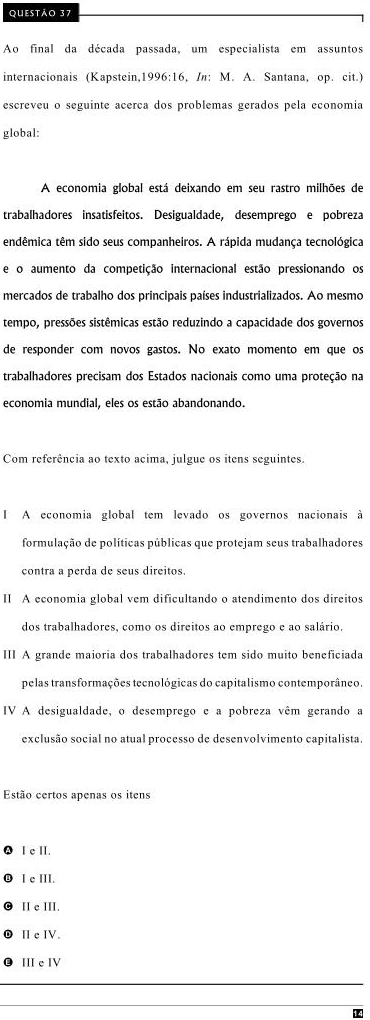 QUESTÃO 37
Ao final da década passada, um especialista em assuntos
internacionais (Kapstein,1996:16, In: M. A. Santana, op. cit.)
escreveu o seguinte acerca dos problemas gerados pela economia
global:
A economia global está deixando em seu rastro milhões de
trabalhadores insatisfeitos. Desigualdade, desemprego e pobreza
endêmica têm sido seus companheiros. A rápida mudança tecnológica
e o aumento da competição internacional estão pressionando os
mercados de trabalho dos principais países industrializados. Ao mesmo
tempo, pressões sistêmicas estão reduzindo a capacidade dos governos
de responder com novos gastos. No exato momento em que os
trabalhadores precisam dos Estados nacionais como uma proteção na
economia mundial, eles os estão abandonando.
Com referência ao texto acima, julgue os itens seguintes.
I A economia global tem levado os governos nacionais à
formulação de políticas públicas que protejam seus trabalhadores
contra a perda de seus direitos.
II A economia global vem dificultando o atendimento dos direitos
dos trabalhadores, como os direitos ao emprego e ao salário.
III A grande maioria dos trabalhadores tem sido muito beneficiada
pelas transformações tecnológicas do capitalismo contemporâneo.
IV A desigualdade, o desemprego e a pobreza vêm gerando a
exclusão social no atual processo de desenvolvimento capitalista.
Estão certos apenas os itens
A I e II.
B I e III.
C II e III.
D II e IV.
E III e IV
14